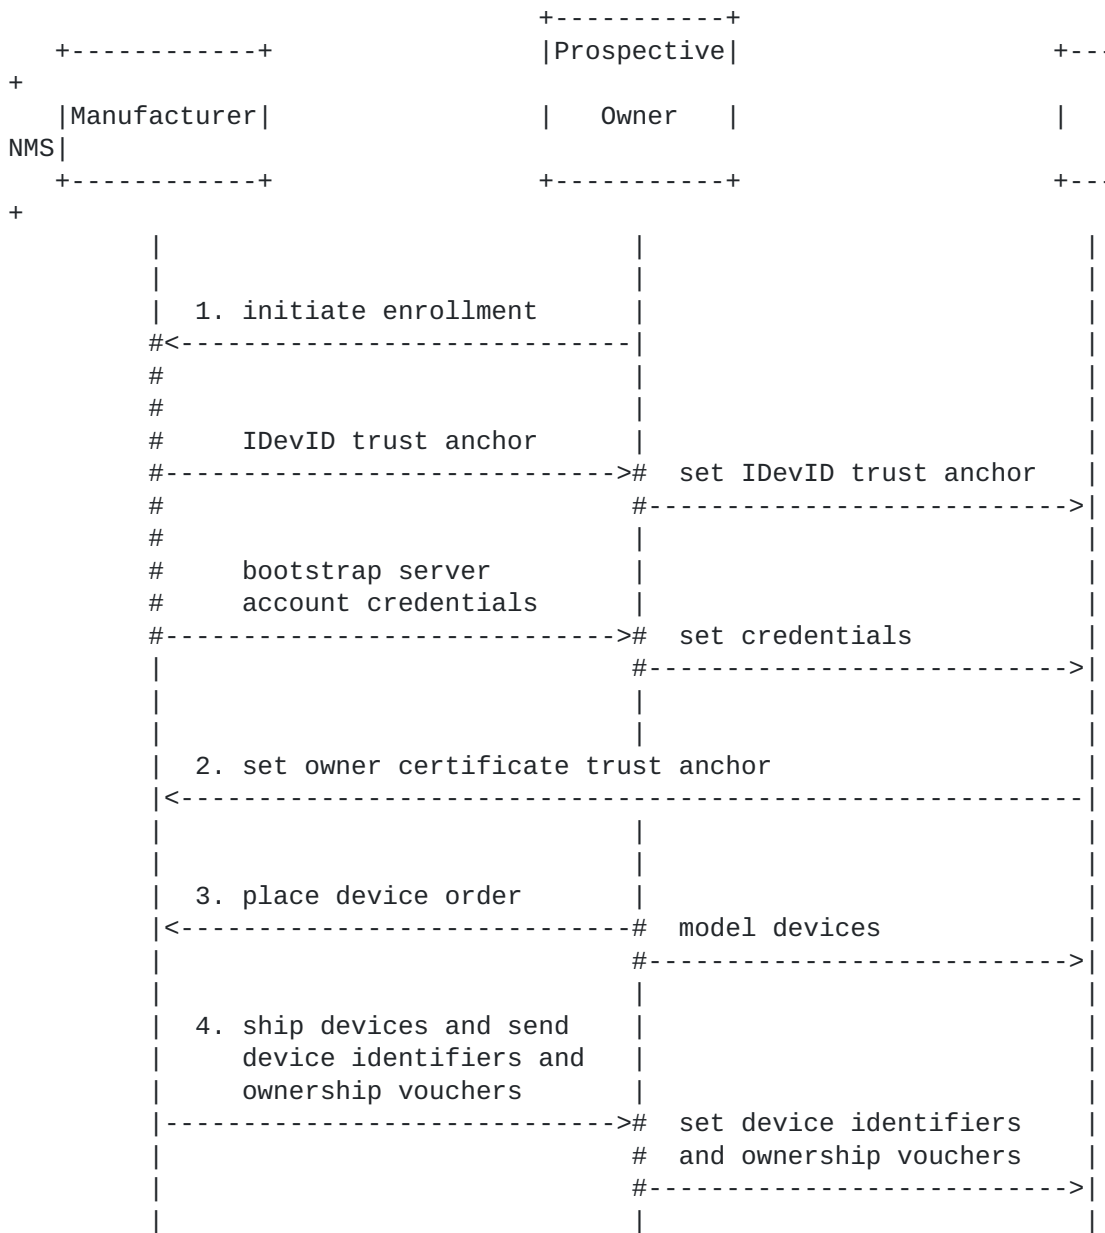 +-----------+
   +------------+                 |Prospective|                    +---
+
   |Manufacturer|                 |   Owner   |                    |
NMS|
   +------------+                 +-----------+                    +---
+
         |                              |                            |
         |                              |                            |
         |  1. initiate enrollment      |                            |
         #<-----------------------------|                            |
         #                              |                            |
         #                              |                            |
         #     IDevID trust anchor      |                            |
         #----------------------------->#  set IDevID trust anchor   |
         #                              #--------------------------->|
         #                              |                            |
         #     bootstrap server         |                            |
         #     account credentials      |                            |
         #----------------------------->#  set credentials           |
         |                              #--------------------------->|
         |                              |                            |
         |                              |                            |
         |  2. set owner certificate trust anchor                    |
         |<----------------------------------------------------------|
         |                              |                            |
         |                              |                            |
         |  3. place device order       |                            |
         |<-----------------------------#  model devices             |
         |                              #--------------------------->|
         |                              |                            |
         |  4. ship devices and send    |                            |
         |     device identifiers and   |                            |
         |     ownership vouchers       |                            |
         |----------------------------->#  set device identifiers    |
         |                              #  and ownership vouchers    |
         |                              #--------------------------->|
         |                              |                            |